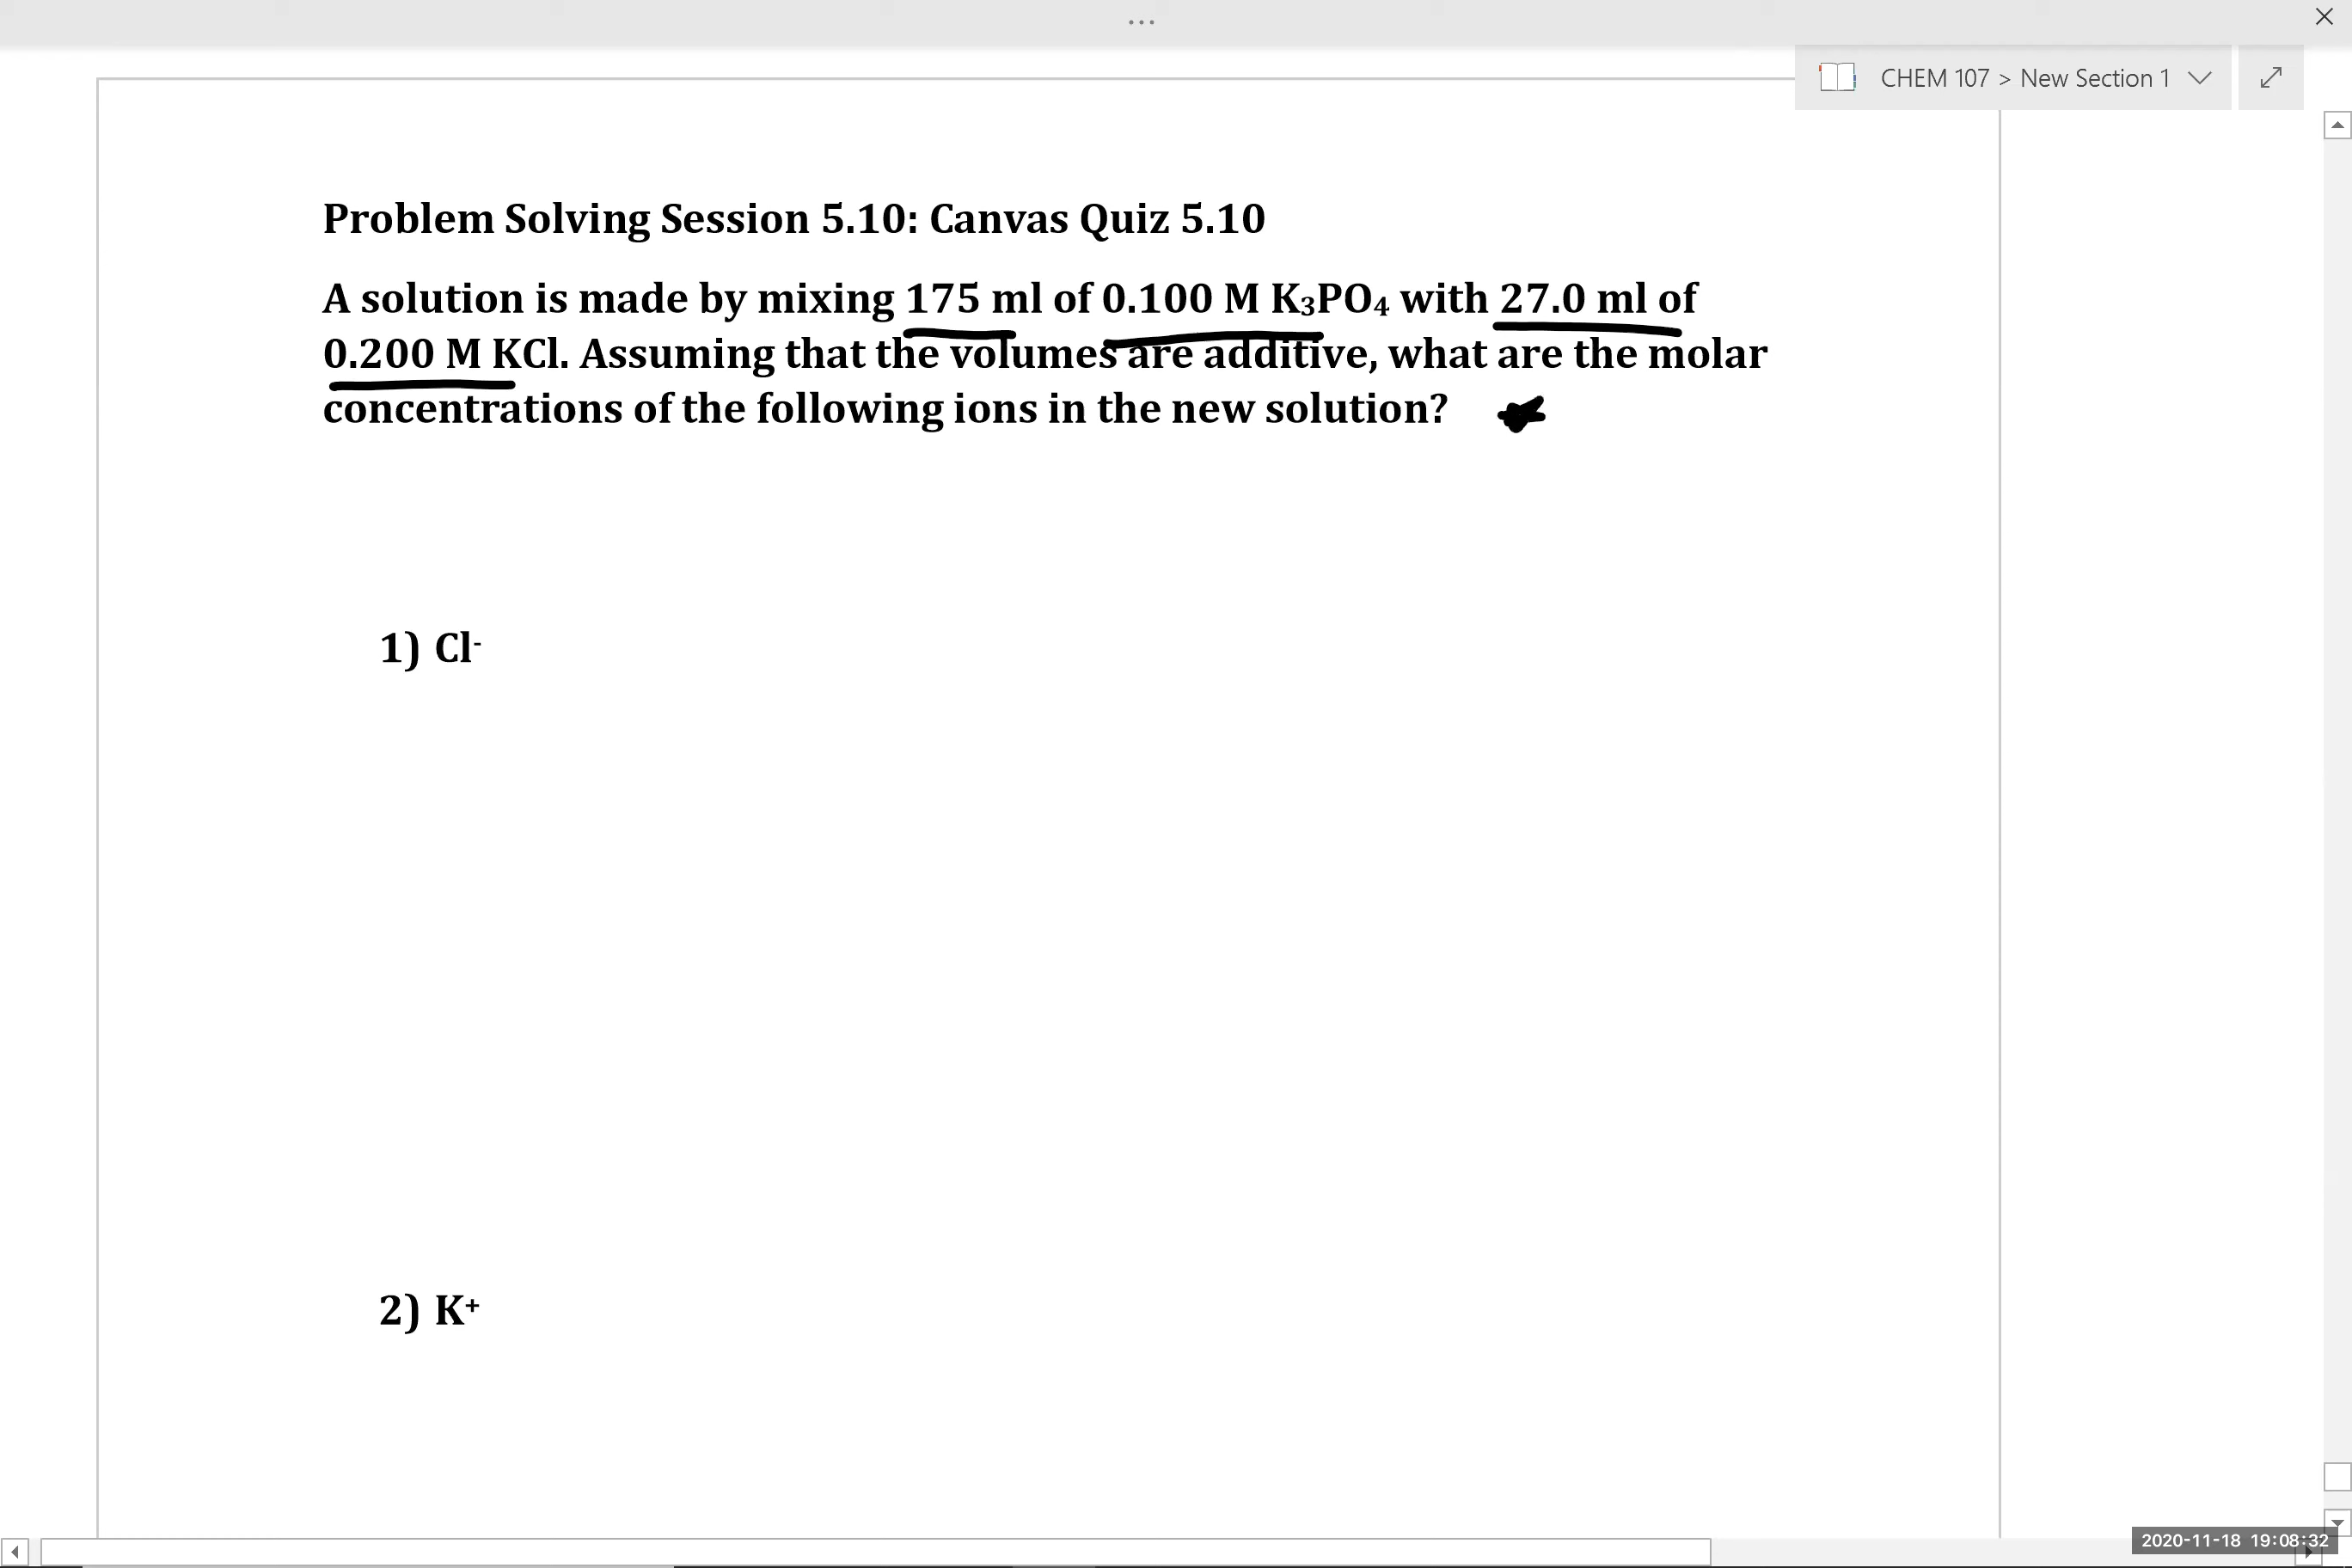 ...
CHEM 107 > New Section 1
Problem Solving Session 5.10: Canvas Quiz 5.10
A solution is made by mixing 175 ml of 0.100 M K₃PO₄ with 27.0 ml of
0.200 M KCl. Assuming that the volumes are additive, what are the molar
concentrations of the following ions in the new solution?
1) Cl⁻
2) K⁺
2020-11-18 19:08:32